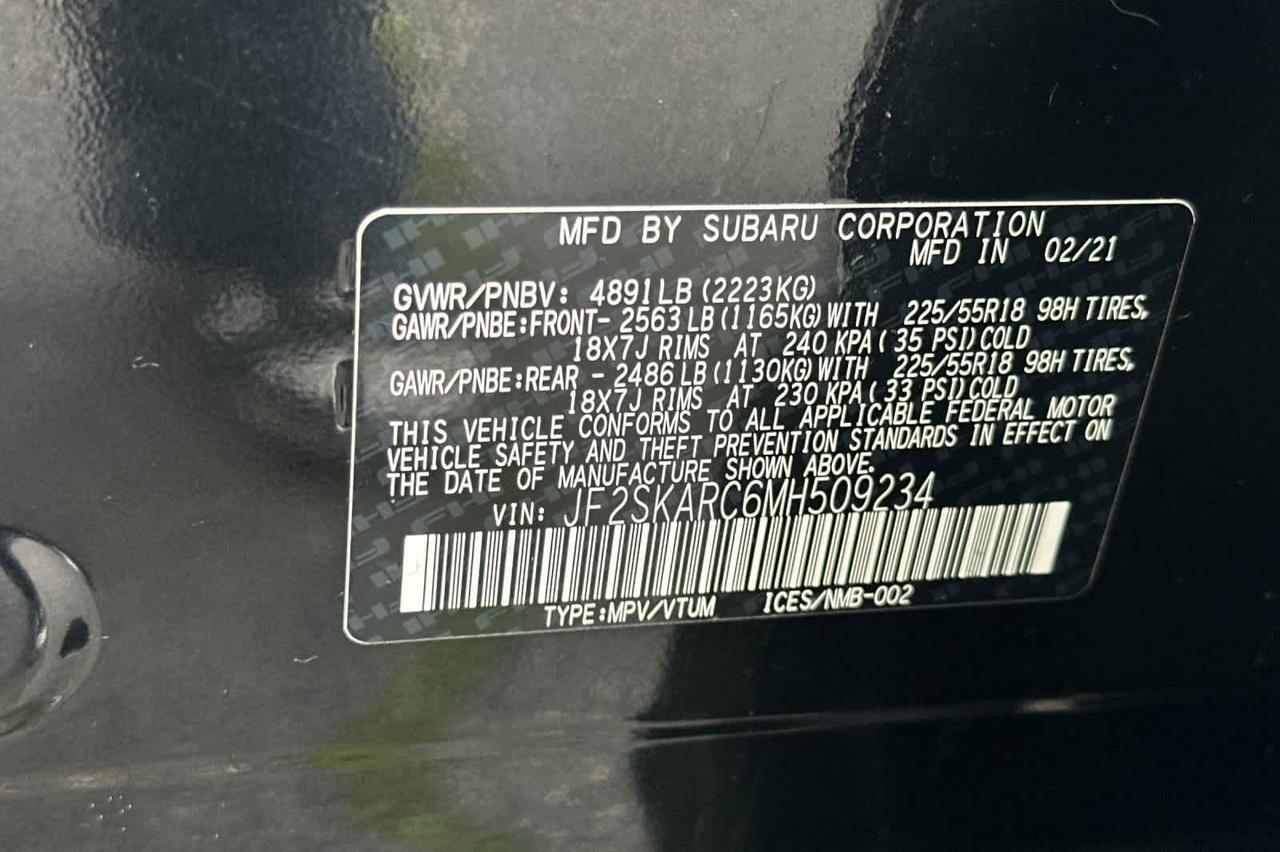 MFD BY SUBARU CORPORATION
MFD IN 02/21
GVWR/PNBV: 4891LB (2223KG)
GAWR/PNBE:FRONT- 2563LB (1165KG) WITH 225/55R18 98H TIRES,
18X7J RIMS AT 240 KPA ( 35 PSI) COLD
GAWR/PNBE:REAR - 2486LB (1130KG) WITH 225/55R18 98H TIRES,
18X7J RIMS AT 230 KPA ( 33 PSI) COLD
THIS VEHICLE CONFORMS TO ALL APPLICABLE FEDERAL MOTOR
VEHICLE SAFETY AND THEFT PREVENTION STANDARDS IN EFFECT ON
THE DATE OF MANUFACTURE SHOWN ABOVE.
VIN: JF2SKARC6MH509234
TYPE:MPV/VTUM ICES/NMB-002